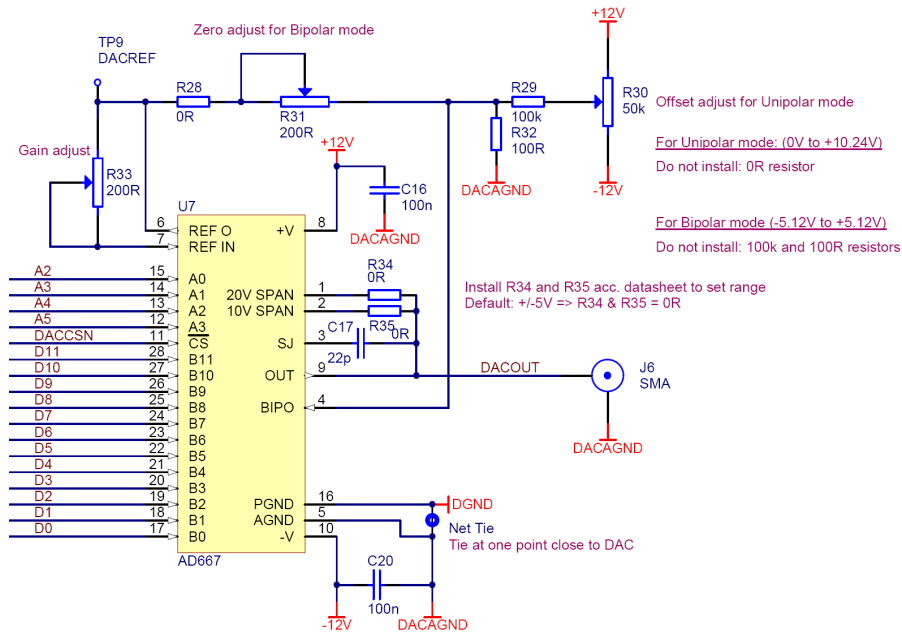 Zero adjust for Bipolar mode
+12V
TP9
DACREF
R28
0R
R31
200R
R29
100k
R32
100R
R30
50k
Offset adjust for Unipolar mode
Gain adjust
R33
200R
+12V
C16
100n
DACAGND
DACAGND
-12V
For Unipolar mode: (0V to +10.24V)
Do not install: 0R resistor
For Bipolar mode (-5.12V to +5.12V)
Do not install: 100k and 100R resistors
U7
6 REF O +V 8
7 REF IN
A2 15 A0
A3 14 A1 20V SPAN 1
A4 13 A2 10V SPAN 2
A5 12 A3
DACCSN 11 CS SJ 3
D11 28 B11
D10 27 B10 OUT 9
D9 26 B9
D8 25 B8 BIPO 4
D7 24 B7
D6 23 B6
D5 22 B5
D4 21 B4
D3 20 B3
D2 19 B2 PGND 16
D1 18 B1 AGND 5
D0 17 B0 -V 10
AD667
R34
0R
R35
0R
C17
22p
Install R34 and R35 acc. datasheet to set range
Default: +/-5V => R34 & R35 = 0R
DACOUT
J6
SMA
DACAGND
DGND
Net Tie
Tie at one point close to DAC
C20
100n
-12V
DACAGND